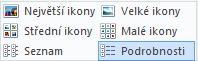 Největší ikony Velké ikony
Střední ikony Malé ikony
Seznam Podrobnosti